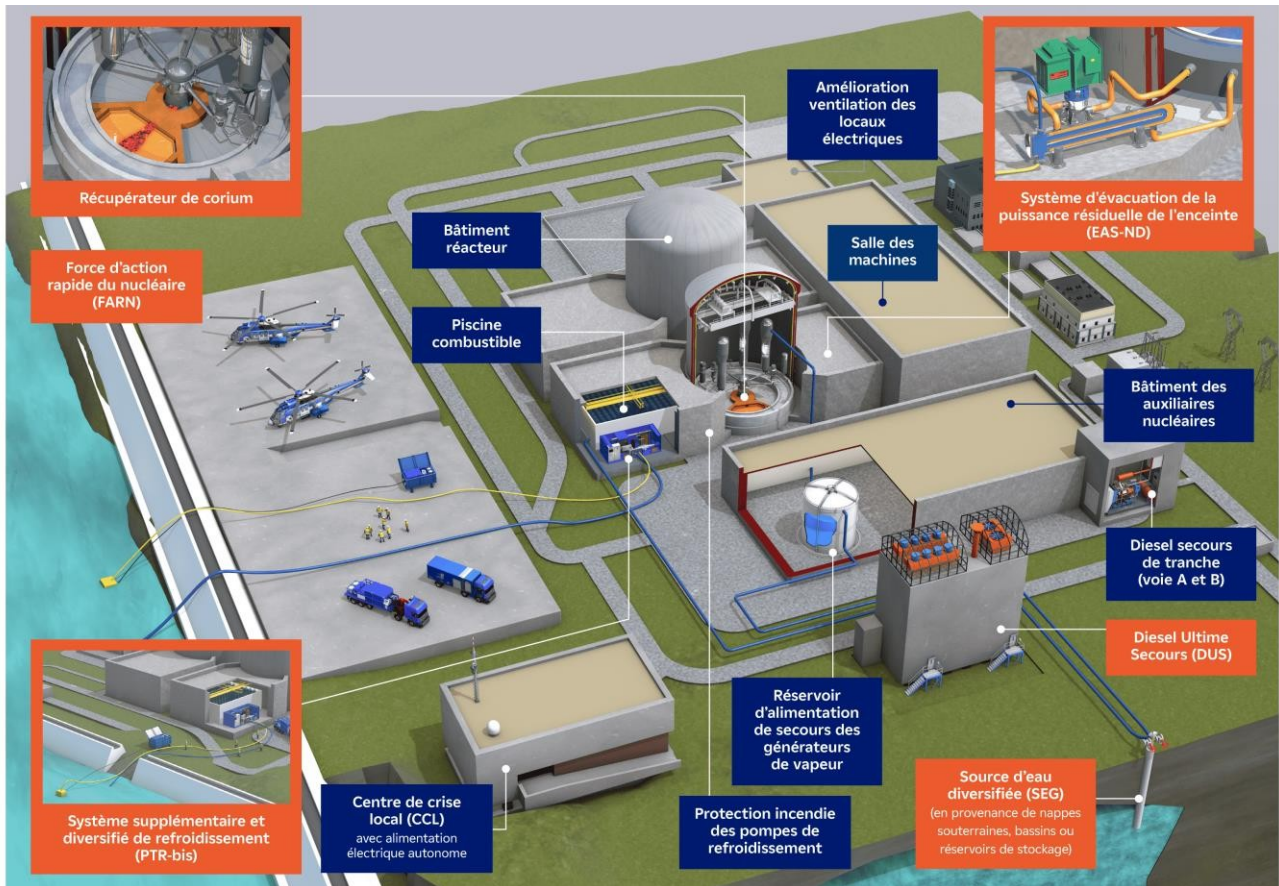 Récupérateur de corium
Force d'action
rapide du nucléaire
(FARN)
Bâtiment
réacteur
Piscine
combustible
Amélioration
ventilation des
locaux
électriques
Salle des
machines
Système d'évacuation de la
puissance résiduelle de l'enceinte
(EAS-ND)
Bâtiment des
auxiliaires
nucléaires
Diesel secours
de tranche
(voie A et B)
Diesel Ultime
Secours (DUS)
Système supplémentaire et
diversifié de refroidissement
(PTR-bis)
Centre de crise
local (CCL)
avec alimentation
électrique autonome
Réservoir
d'alimentation
de secours des
générateurs
de vapeur
Protection incendie
des pompes de
refroidissement
Source d'eau
diversifiée (SEG)
(en provenance de nappes
souterraines, bassins ou
réservoirs de stockage)